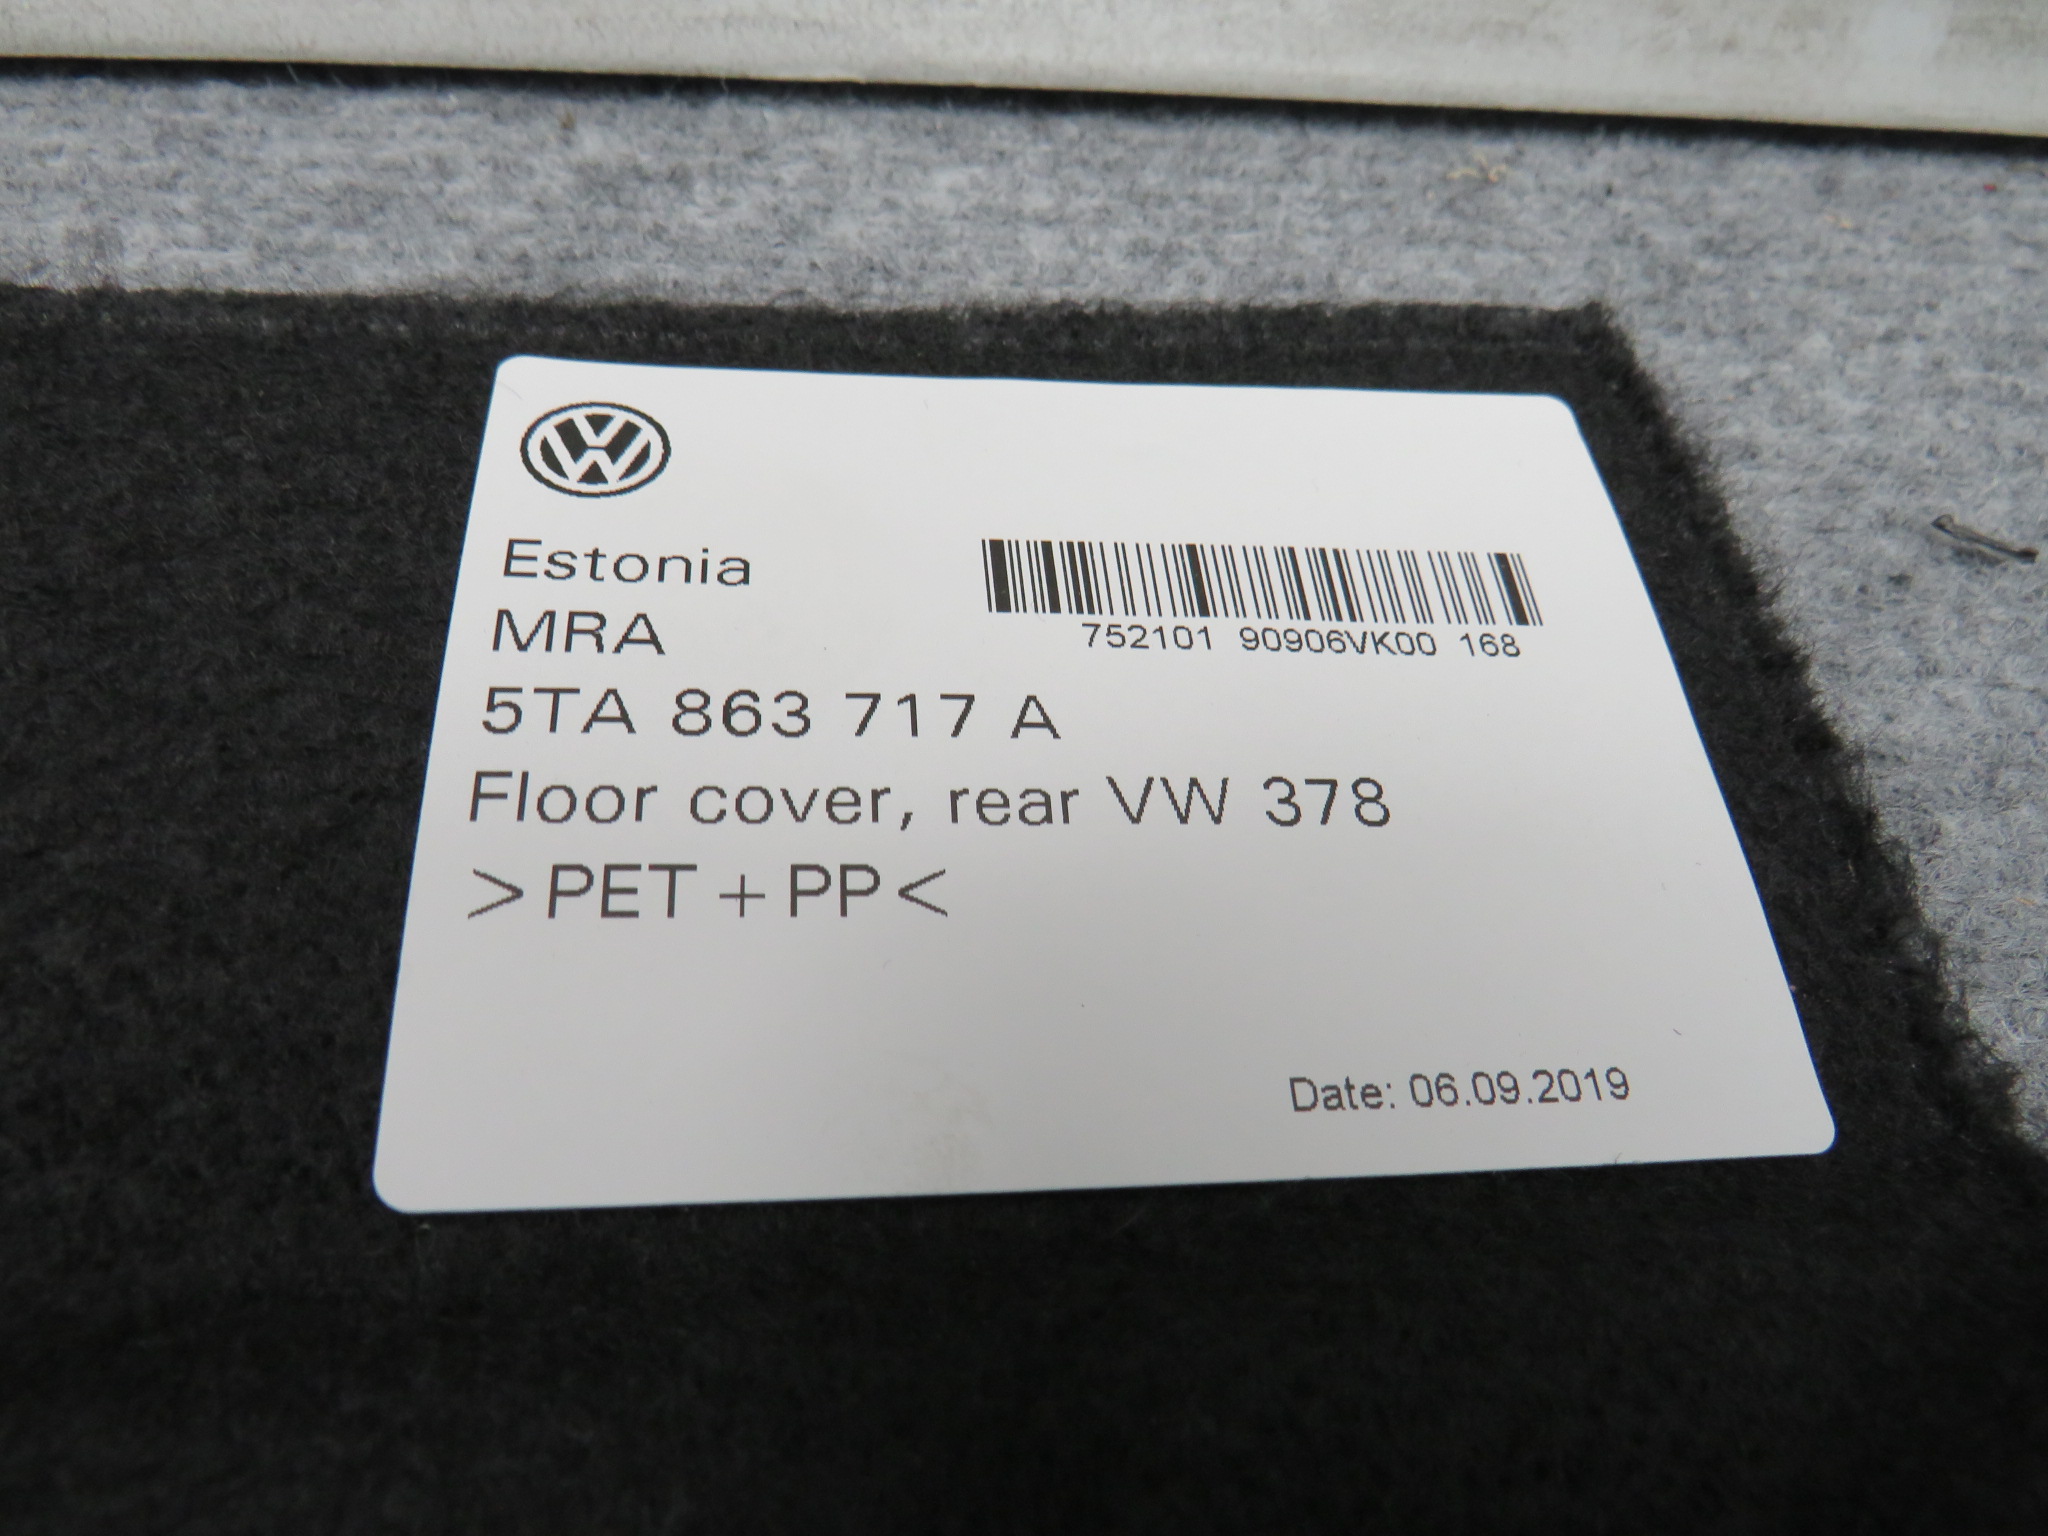 Estonia
MRA
752101 90906VK00 168
5TA 863 717 A
Floor cover, rear VW 378
>PET+PP<
Date: 06.09.2019